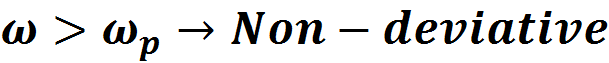 ω > ωₚ → Non − deviative